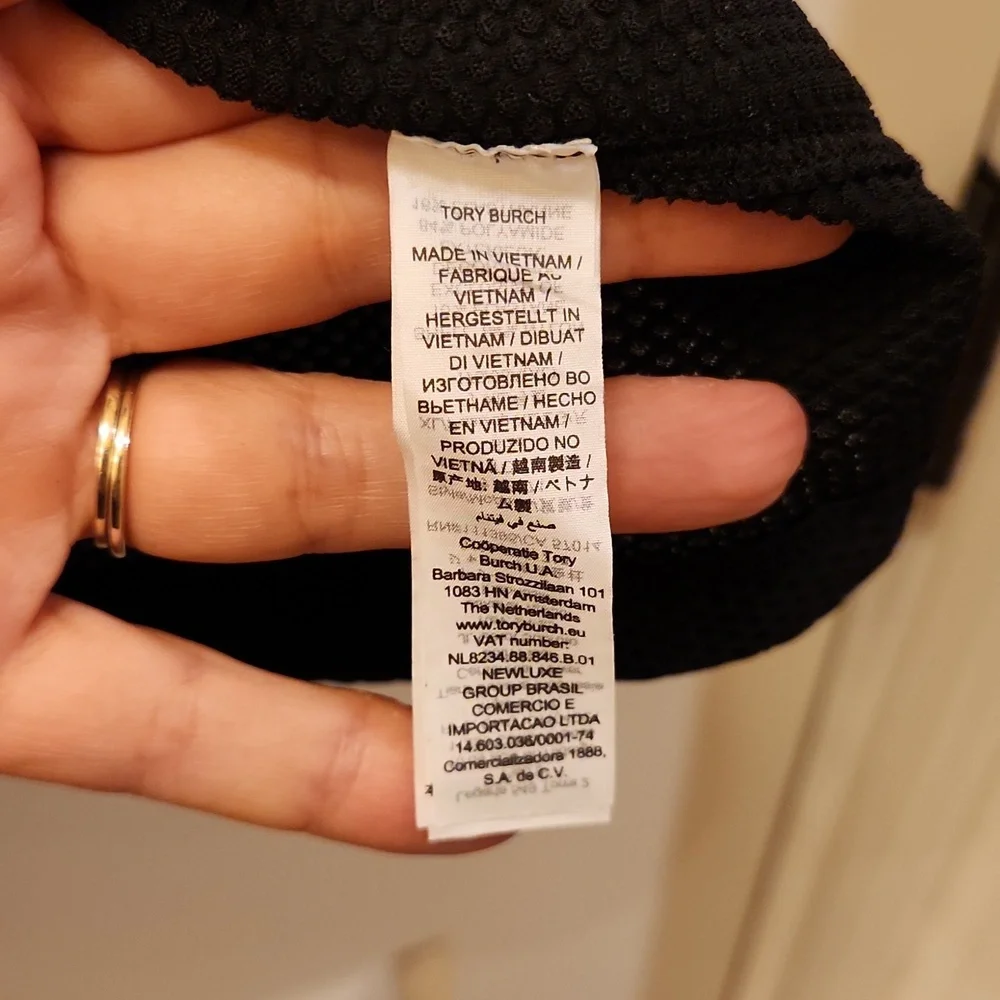 TORY BURCH
MADE IN VIETNAM /
FABRIQUE AU
VIETNAM /
HERGESTELLT IN
VIETNAM / DIBUAT
DI VIETNAM /
ИЗГОТОВЛЕНО ВО
ВЬЕТНАМЕ / HECHO
EN VIETNAM /
PRODUZIDO NO
VIETNÃ / 越南製造 /
原产地: 越南 / ベトナ
ム製
صنع في فيتنام
Coöperatie Tory
Burch U.A.
Barbara Strozzilaan 101
1083 HN Amsterdam
The Netherlands
www.toryburch.eu
VAT number:
NL8234.88.846.B.01
NEWLUXE
GROUP BRASIL
COMERCIO E
IMPORTACAO LTDA
14.603.036/0001-74
Comercializadora 1888,
S.A. de C.V.